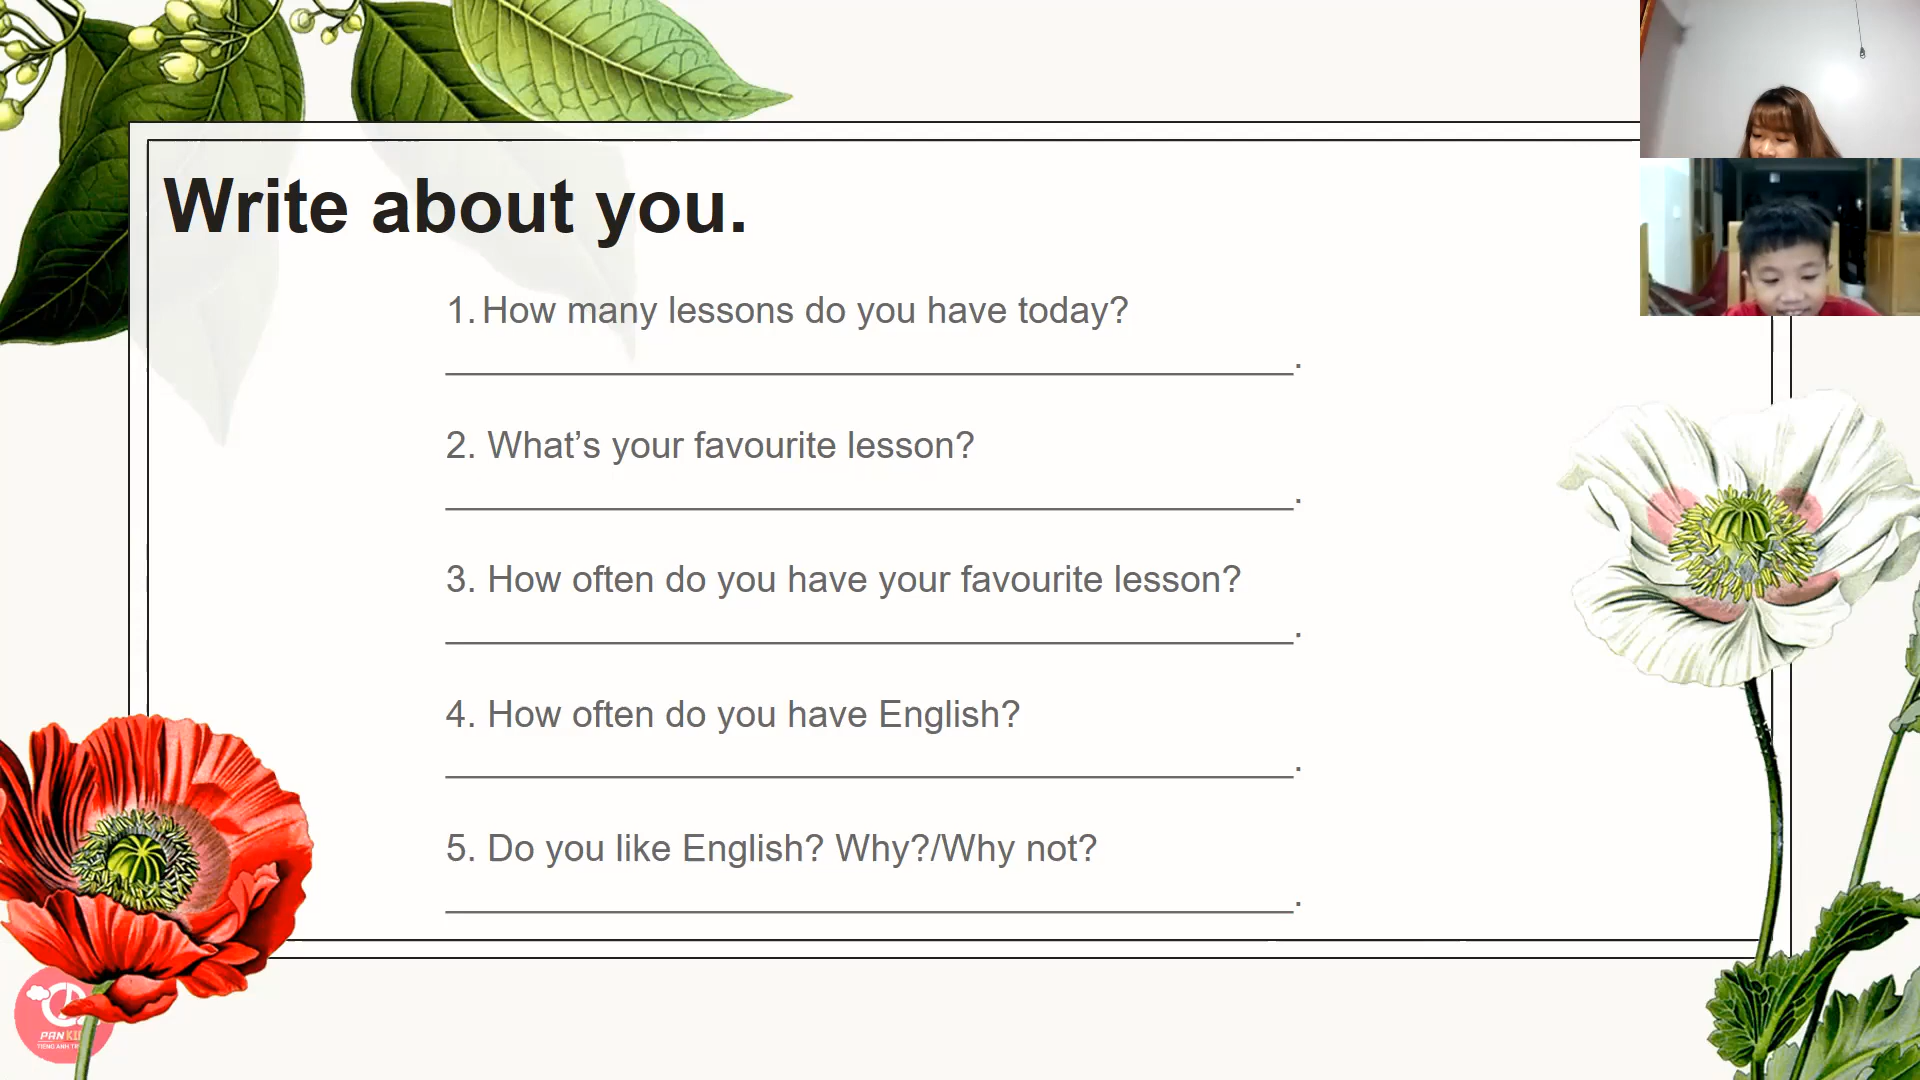 Write about you.
1. How many lessons do you have today?
.
2. What’s your favourite lesson?
.
3. How often do you have your favourite lesson?
.
4. How often do you have English?
.
5. Do you like English? Why?/Why not?
.
TIẾNG ANH